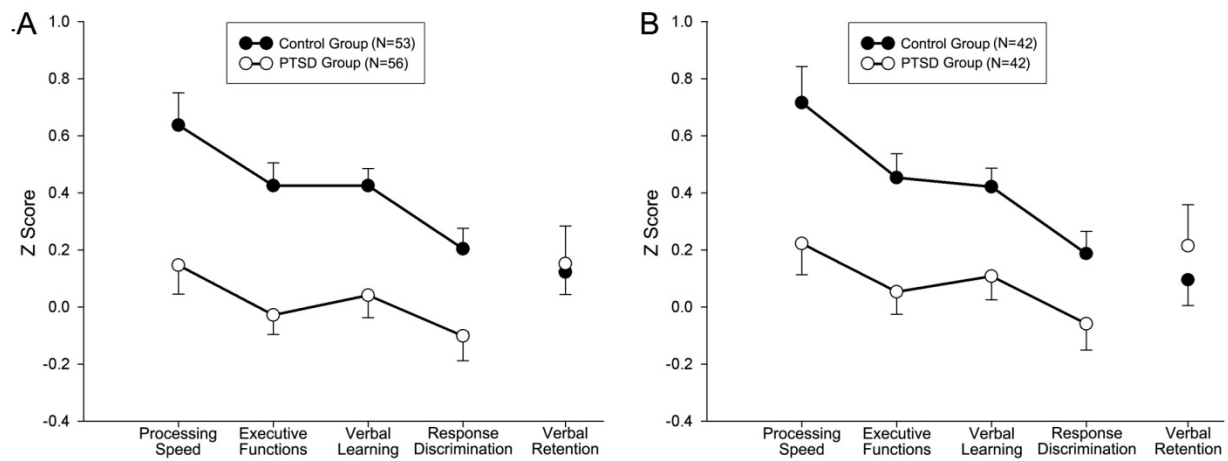 A
Control Group (N=53)
PTSD Group (N=56)
Z Score
1.0
0.8
0.6
0.4
0.2
0.0
-0.2
-0.4
Processing
Speed
Executive
Functions
Verbal
Learning
Response
Discrimination
Verbal
Retention
B
Control Group (N=42)
PTSD Group (N=42)
Z Score
1.0
0.8
0.6
0.4
0.2
0.0
-0.2
-0.4
Processing
Speed
Executive
Functions
Verbal
Learning
Response
Discrimination
Verbal
Retention